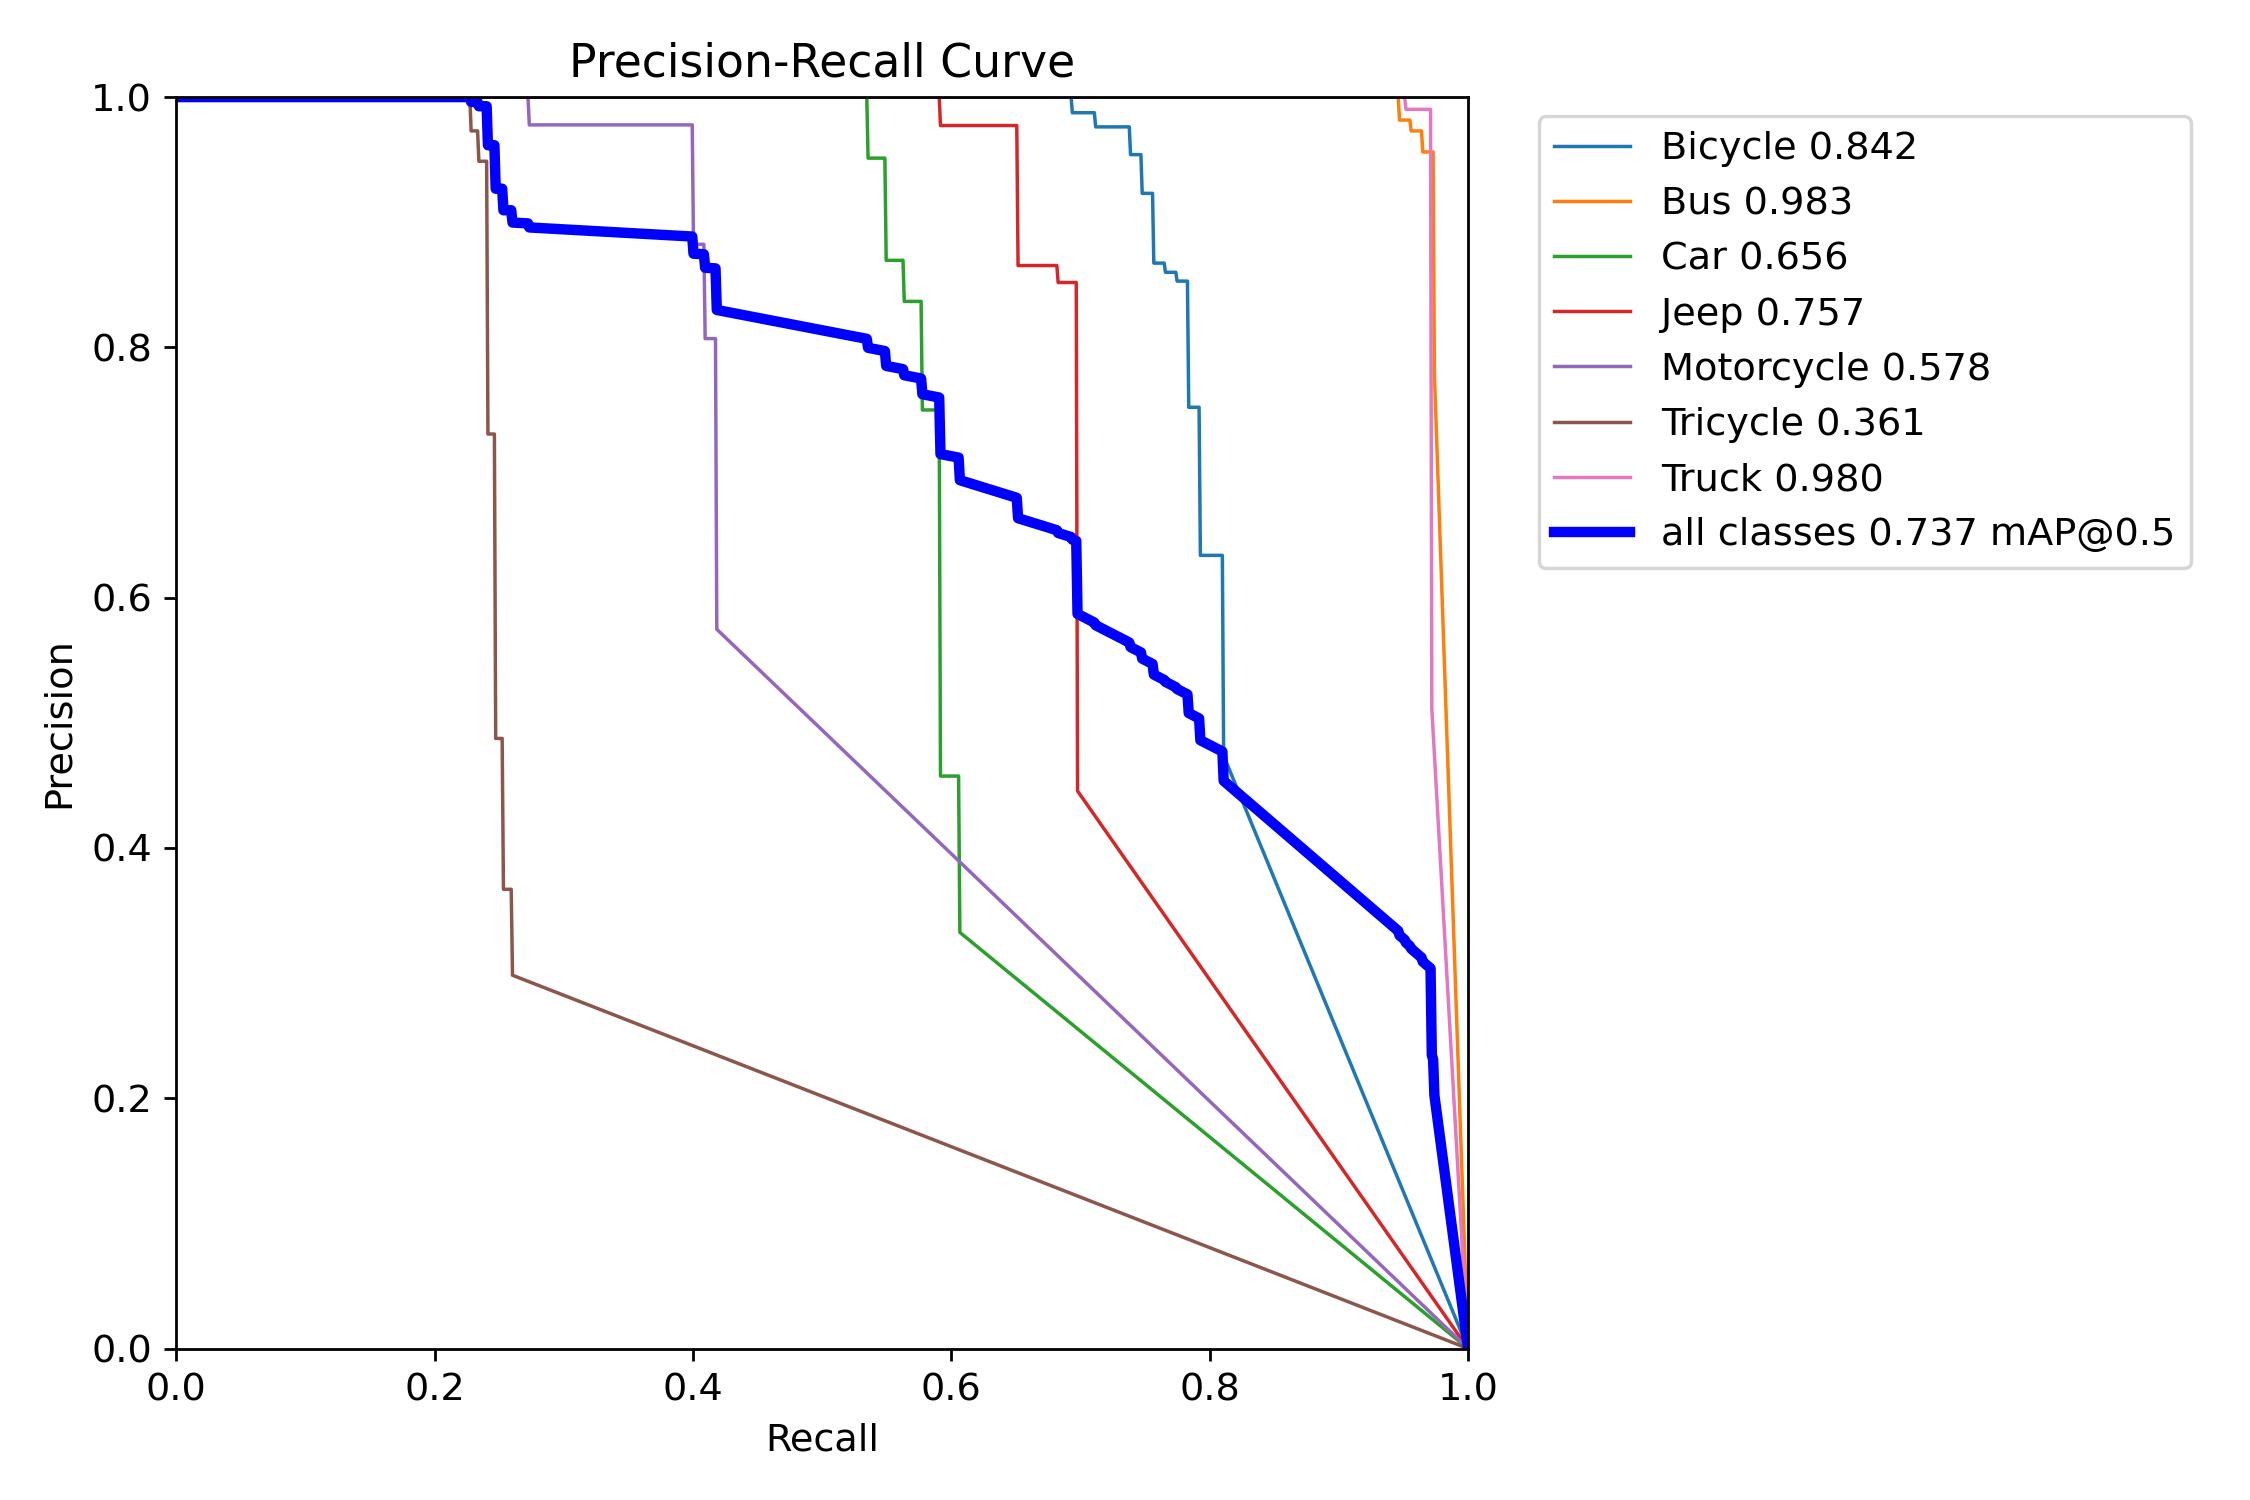 Precision-Recall Curve
1.0
0.8
0.6
0.4
0.2
0.0
Precision
0.0 0.2 0.4 0.6 0.8 1.0
Recall
Bicycle 0.842
Bus 0.983
Car 0.656
Jeep 0.757
Motorcycle 0.578
Tricycle 0.361
Truck 0.980
all classes 0.737 mAP@0.5